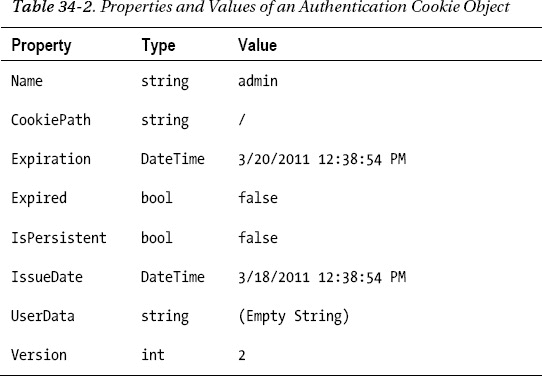 Table 34-2. Properties and Values of an Authentication Cookie Object
Property Type Value
Name string admin
CookiePath string /
Expiration DateTime 3/20/2011 12:38:54 PM
Expired bool false
IsPersistent bool false
IssueDate DateTime 3/18/2011 12:38:54 PM
UserData string (Empty String)
Version int 2